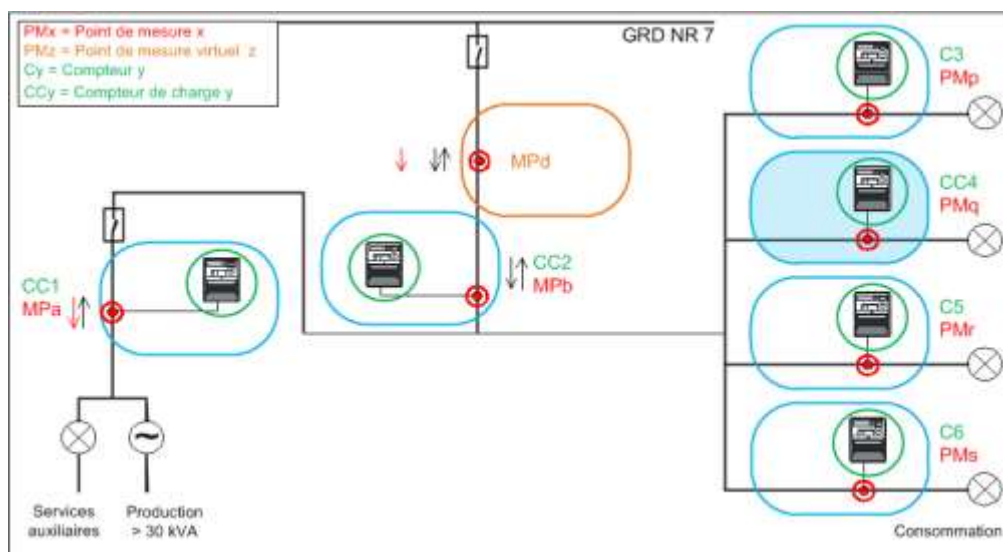 PMx = Point de mesure x
PMz = Point de mesure virtuel z
Cy = Compteur y
CCy = Compteur de charge y
GRD NR 7
C3
PMp
MPd
CC4
PMq
CC1
MPa
CC2
MPb
C5
PMr
C6
PMs
Services
auxiliaires
Production
> 30 kVA
Consommation